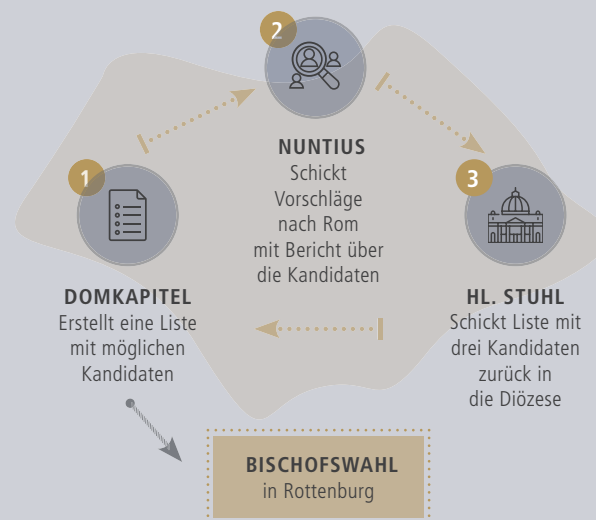 1
DOMKAPITEL
Erstellt eine Liste
mit möglichen
Kandidaten
2
NUNTIUS
Schickt
Vorschläge
nach Rom
mit Bericht über
die Kandidaten
3
HL. STUHL
Schickt Liste mit
drei Kandidaten
zurück in
die Diözese
BISCHOFSWAHL
in Rottenburg